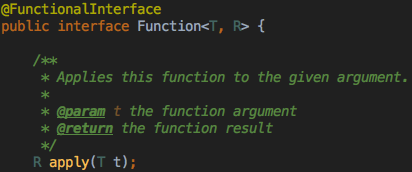 @FunctionalInterface
public interface Function<T, R> {
/**
* Applies this function to the given argument.
*
* @param t the function argument
* @return the function result
*/
R apply(T t);